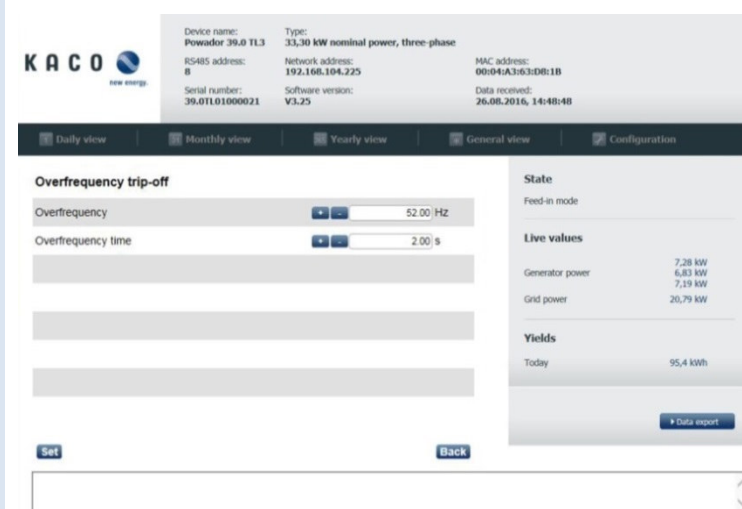 KACO
new energy.
Device name:
Powador 39.0 TL3
Type:
33,30 kW nominal power, three-phase
RS485 address:
8
Network address:
192.168.104.225
MAC address:
00:04:A3:63:D8:1B
Serial number:
39.0TL01000021
Software version:
V3.25
Data received:
26.08.2016, 14:48:48
Daily view
Monthly view
Yearly view
General view
Configuration
Overfrequency trip-off
Overfrequency + - 52.00 Hz
Overfrequency time + - 2.00 s
Set
Back
State
Feed-in mode
Live values
Generator power
7,28 kW
6,83 kW
7,19 kW
Grid power 20,79 kW
Yields
Today 95,4 kWh
Data export